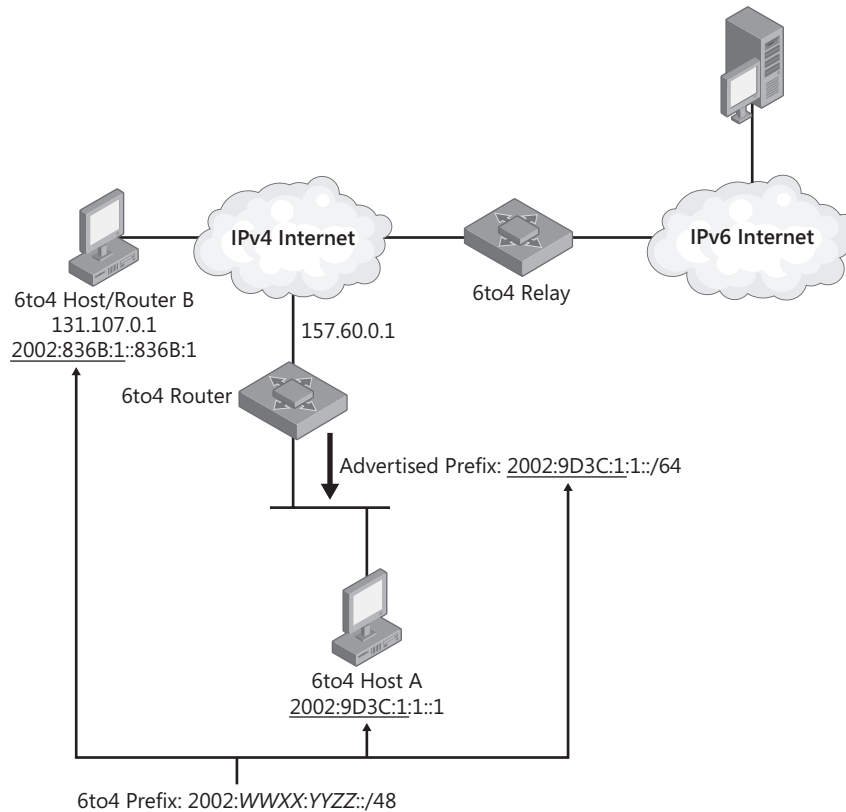 IPv4 Internet
IPv6 Internet
6to4 Relay
6to4 Host/Router B
131.107.0.1
2002:836B:1::836B:1
157.60.0.1
6to4 Router
Advertised Prefix: 2002:9D3C:1:1::/64
6to4 Host A
2002:9D3C:1:1::1
6to4 Prefix: 2002:WWXX:YYZZ::/48